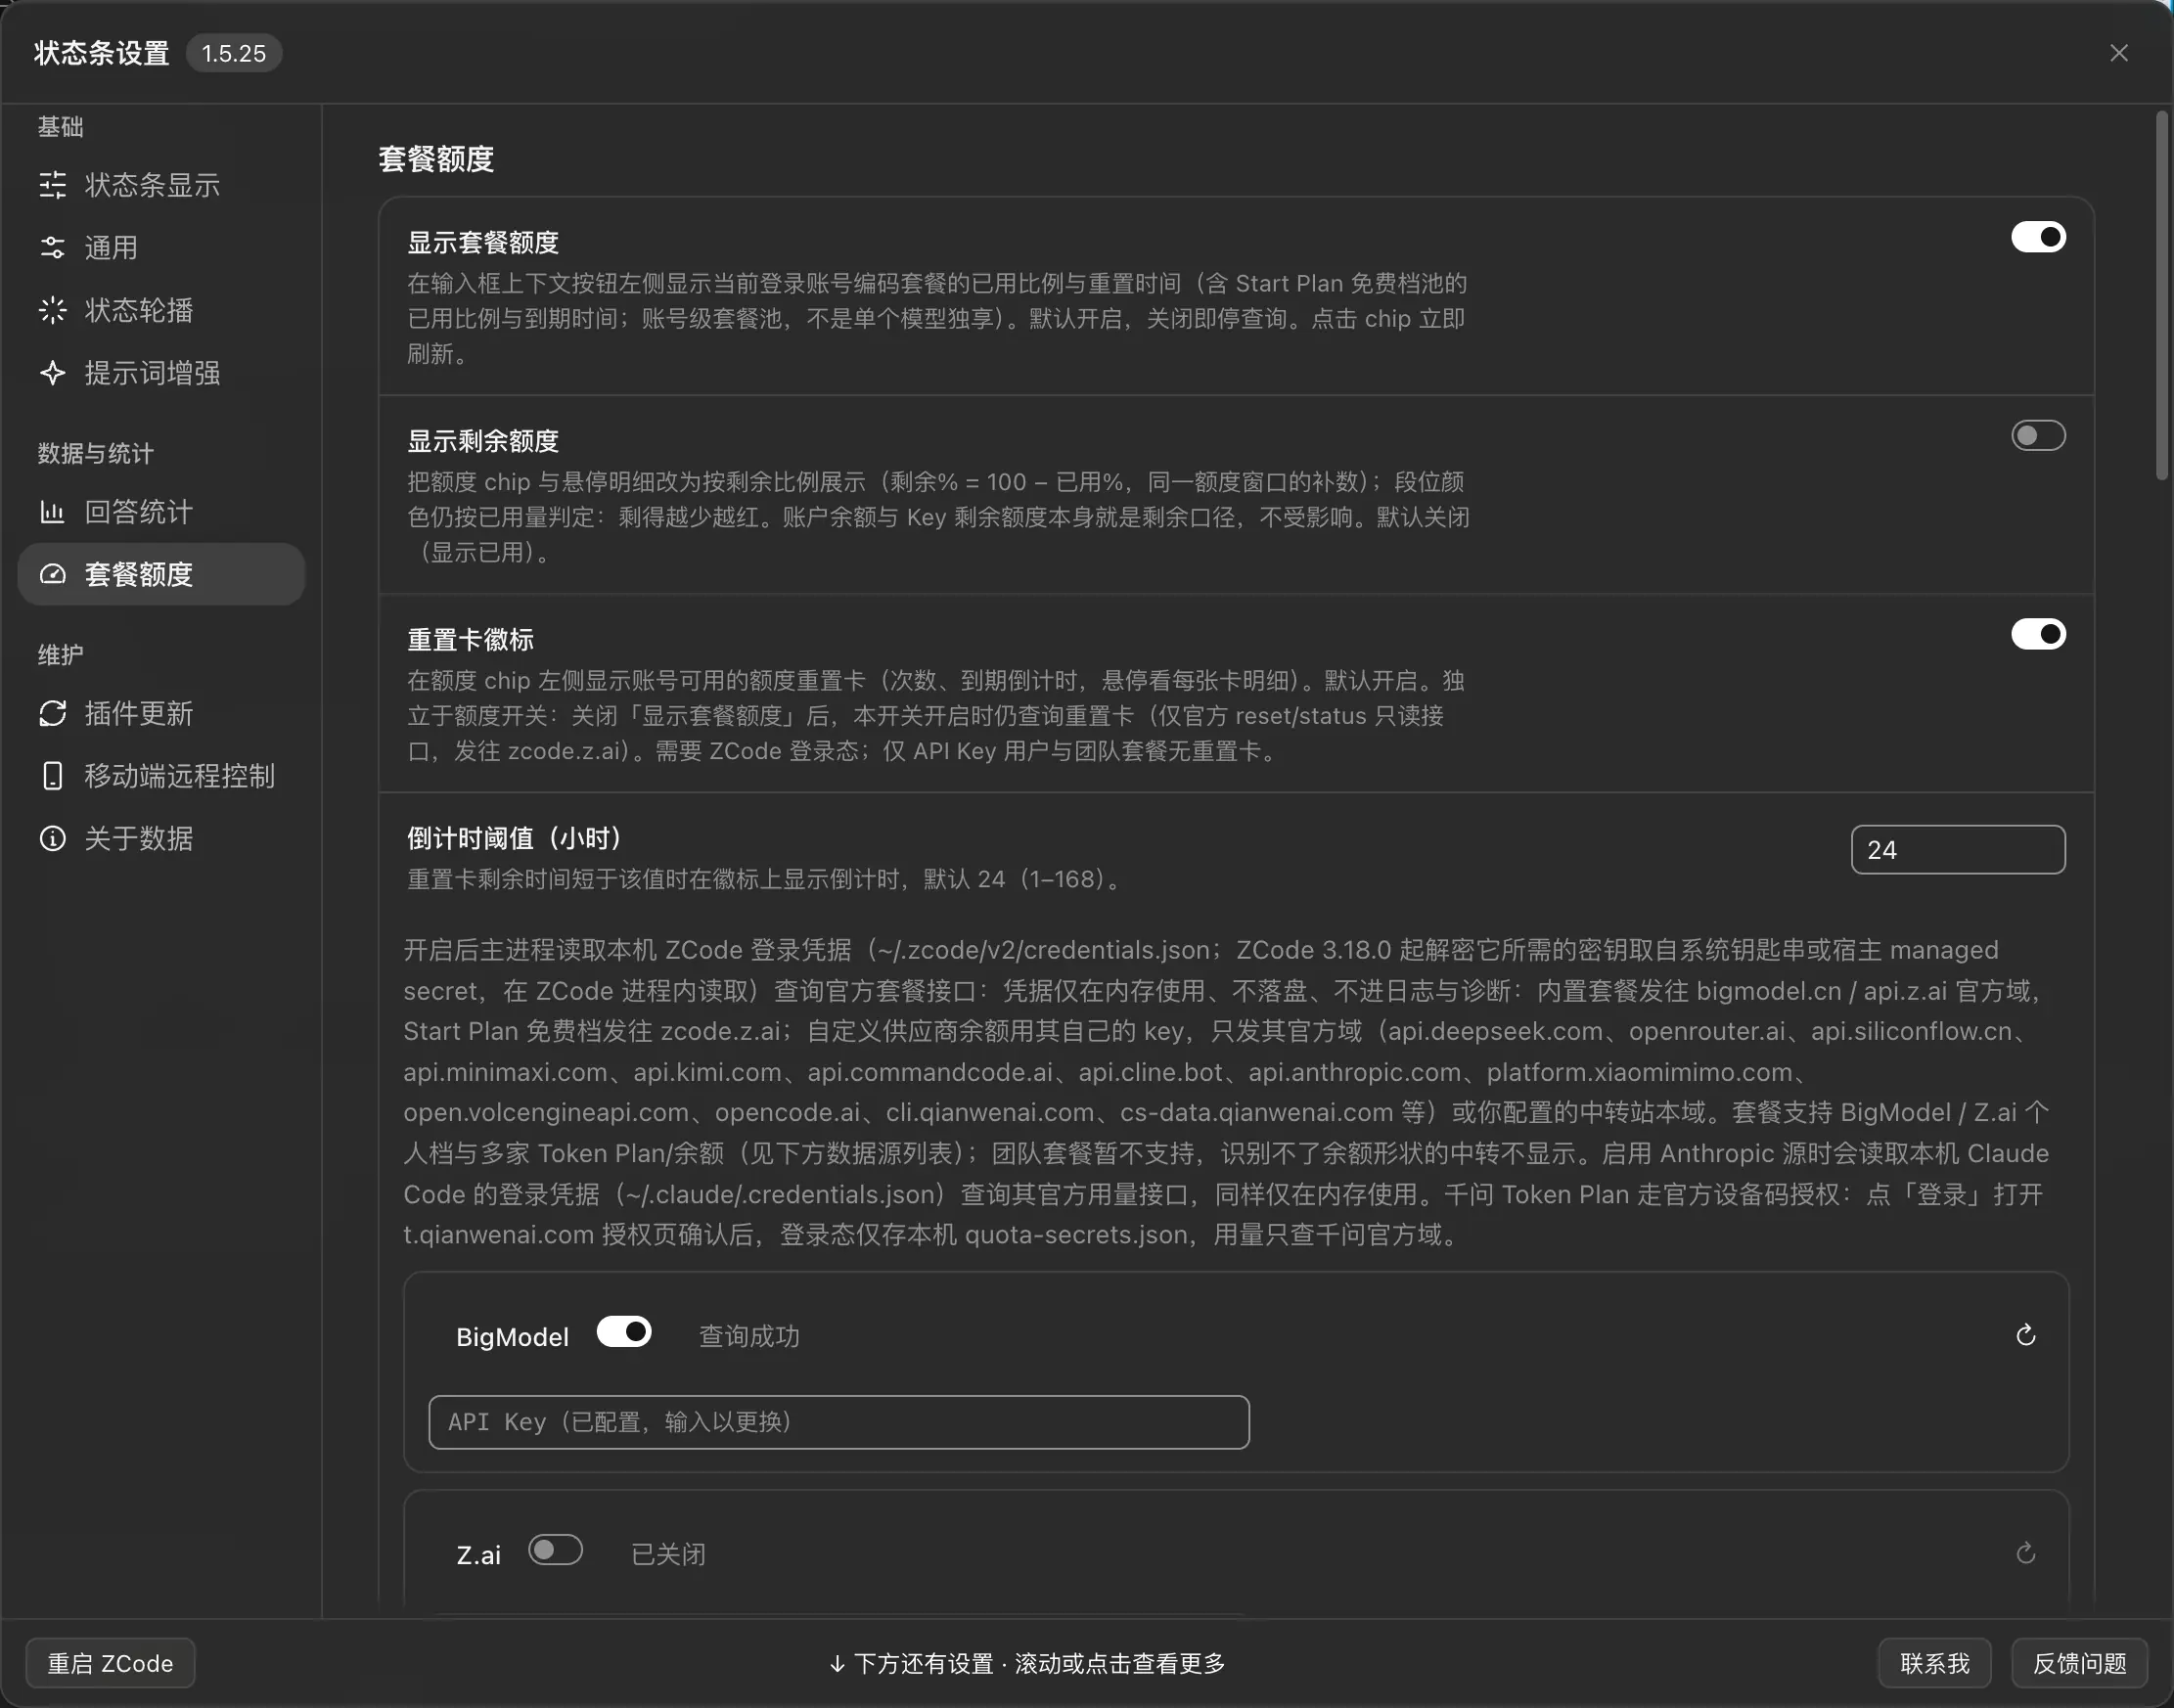 状态条设置 1.5.25
基础
状态条显示
通用
状态轮播
提示词增强
数据与统计
回答统计
套餐额度
维护
插件更新
移动端远程控制
关于数据
套餐额度
显示套餐额度
在输入框上下文按钮左侧显示当前登录账号编码套餐的已用比例与重置时间（含 Start Plan 免费档池的
已用比例与到期时间；账号级套餐池，不是单个模型独享）。默认开启，关闭即停查询。点击 chip 立即
刷新。
显示剩余额度
把额度 chip 与悬停明细改为按剩余比例展示（剩余% = 100 − 已用%，同一额度窗口的补数）；段位颜
色仍按已用量判定：剩得越少越红。账户余额与 Key 剩余额度本身就是剩余口径，不受影响。默认关闭
（显示已用）。
重置卡徽标
在额度 chip 左侧显示账号可用的额度重置卡（次数、到期倒计时，悬停看每张卡明细）。默认开启。独
立于额度开关：关闭「显示套餐额度」后，本开关开启时仍查询重置卡（仅官方 reset/status 只读接
口，发往 zcode.z.ai）。需要 ZCode 登录态；仅 API Key 用户与团队套餐无重置卡。
倒计时阈值（小时）
24
重置卡剩余时间短于该值时在徽标上显示倒计时，默认 24（1–168）。
开启后主进程读取本机 ZCode 登录凭据（~/.zcode/v2/credentials.json；ZCode 3.18.0 起解密它所需的密钥取自系统钥匙串或宿主 managed
secret，在 ZCode 进程内读取）查询官方套餐接口：凭据仅在内存使用、不落盘、不进日志与诊断：内置套餐发往 bigmodel.cn / api.z.ai 官方域，
Start Plan 免费档发往 zcode.z.ai；自定义供应商余额用其自己的 key，只发其官方域（api.deepseek.com、openrouter.ai、api.siliconflow.cn、
api.minimaxi.com、api.kimi.com、api.commandcode.ai、api.cline.bot、api.anthropic.com、platform.xiaomimimo.com、
open.volcengineapi.com、opencode.ai、cli.qianwenai.com、cs-data.qianwenai.com 等）或你配置的中转站本域。套餐支持 BigModel / Z.ai 个
人档与多家 Token Plan/余额（见下方数据源列表）；团队套餐暂不支持，识别不了余额形状的中转不显示。启用 Anthropic 源时会读取本机 Claude
Code 的登录凭据（~/.claude/.credentials.json）查询其官方用量接口，同样仅在内存使用。千问 Token Plan 走官方设备码授权：点「登录」打开
t.qianwenai.com 授权页确认后，登录态仅存本机 quota-secrets.json，用量只查千问官方域。
BigModel 查询成功
API Key（已配置，输入以更换）
Z.ai 已关闭
重启 ZCode
↓ 下方还有设置 · 滚动或点击查看更多
联系我
反馈问题